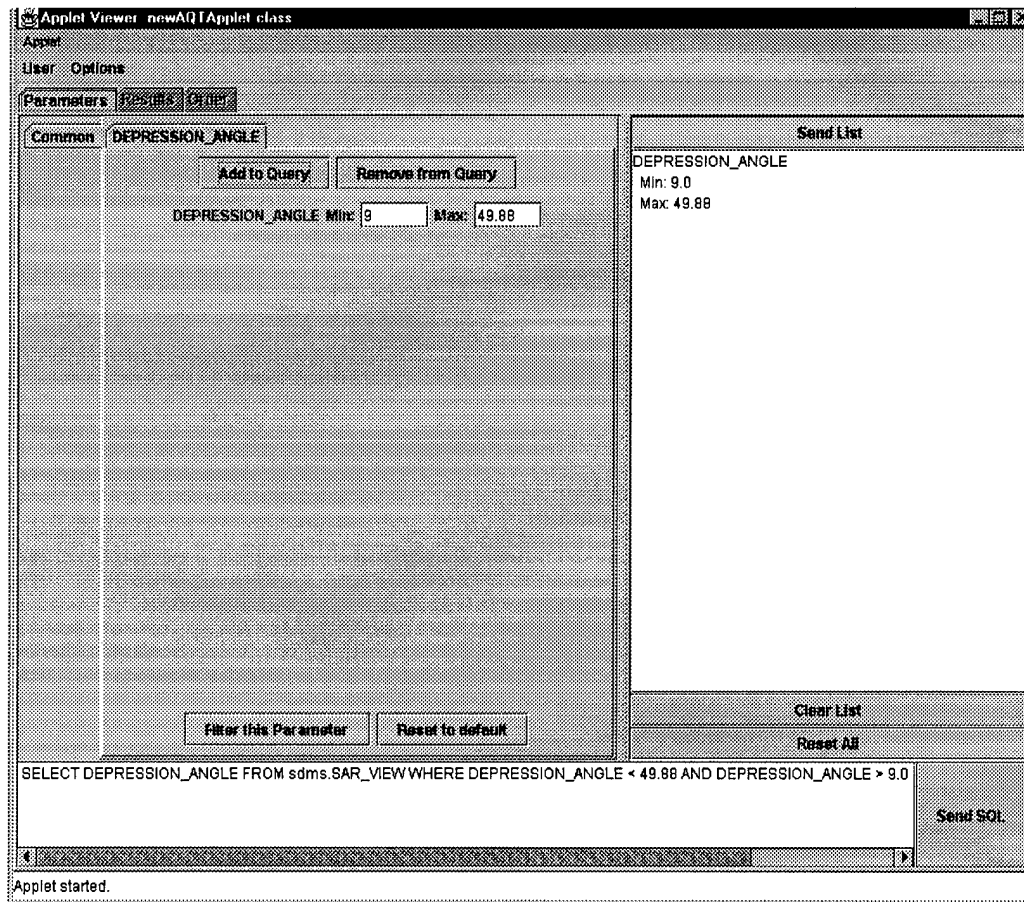 Applet Viewer newAQTApplet class
Applet
User Options
Parameters Results Order
Common DEPRESSION_ANGLE
Add to Query Remove from Query
DEPRESSION_ANGLE Min: 9 Max: 49.88
Filter this Parameter Reset to default
Send List
DEPRESSION_ANGLE
Min: 9.0
Max: 49.88
Clear List
Reset All
SELECT DEPRESSION_ANGLE FROM sdms.SAR_VIEW WHERE DEPRESSION_ANGLE < 49.88 AND DEPRESSION_ANGLE > 9.0
Send SQL
Applet started.